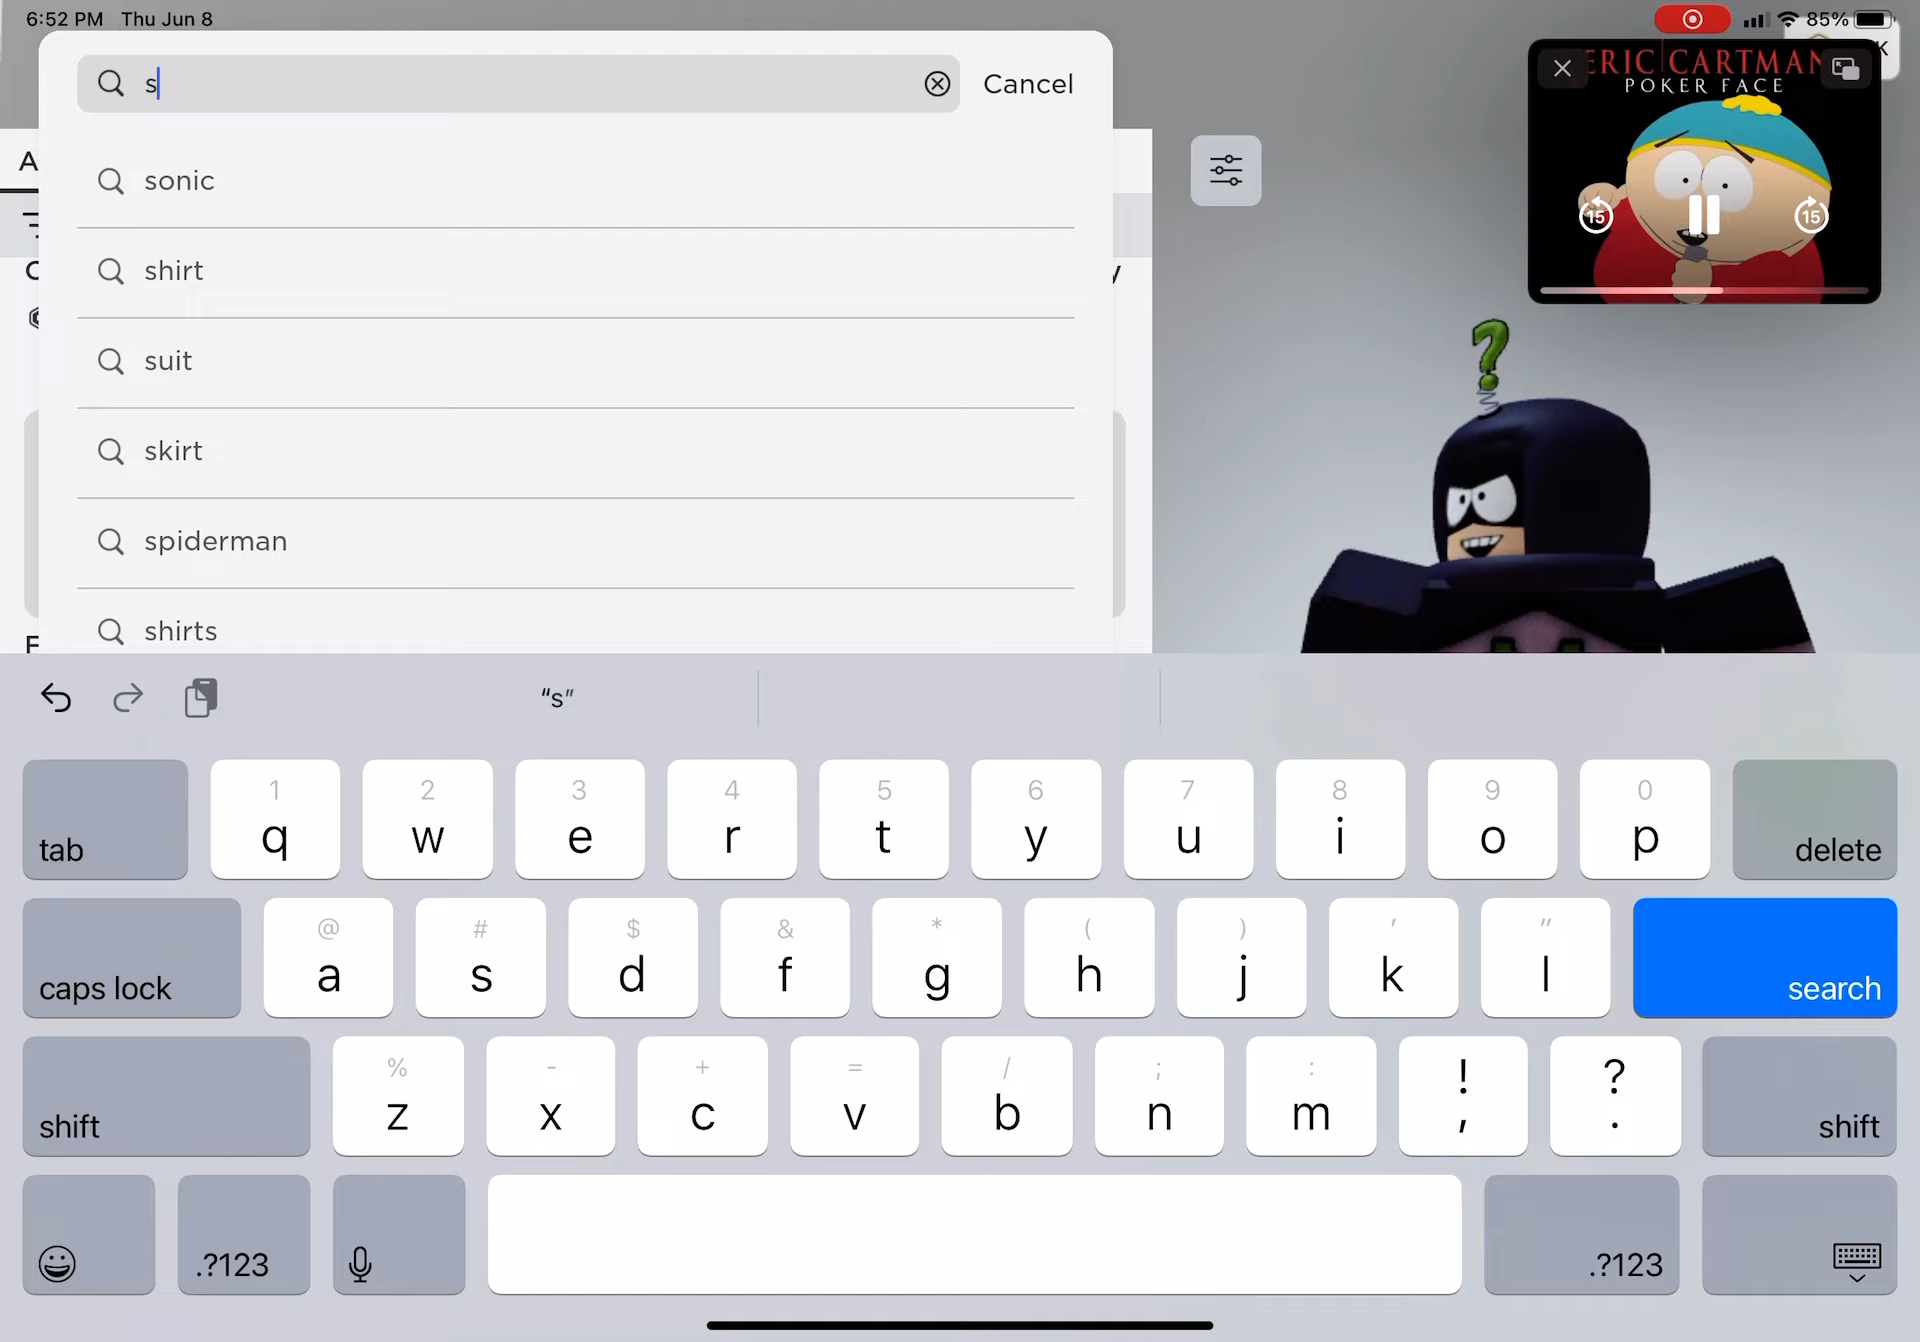 6:52 PM Thu Jun 8
85%
s
Cancel
ERIC CARTMAN
POKER FACE
15
15
K
A
sonic
shirt
C
y
suit
skirt
spiderman
shirts
?
“s”
tab
1
q
2
w
3
e
4
r
5
t
6
y
7
u
8
i
9
o
0
p
delete
caps lock
@
a
#
s
$
d
&
f
*
g
(
h
)
j
'
k
"
l
search
shift
%
z
-
x
+
c
=
v
/
b
;
n
:
m
!
,
?
.
shift
.?123
.?123